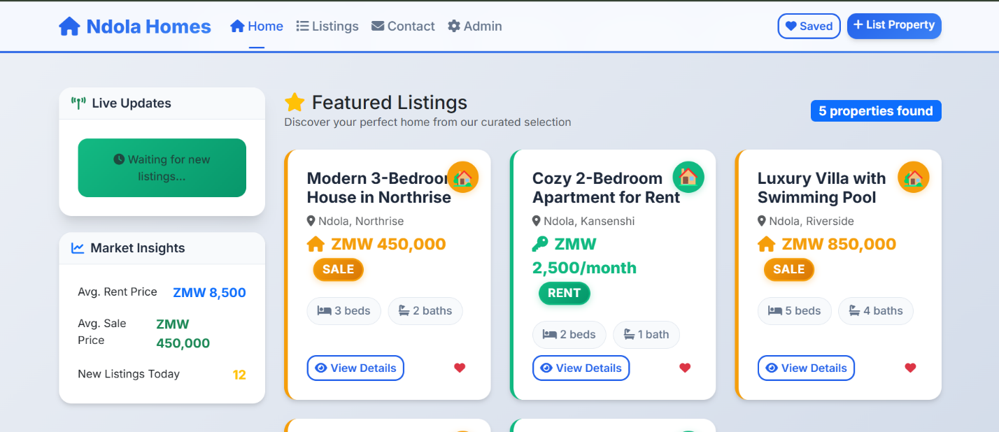 Ndola Homes
Home
Listings
Contact
Admin
Saved
+ List Property
Live Updates
Waiting for new
listings...
Market Insights
Avg. Rent Price ZMW 8,500
Avg. Sale
Price
ZMW
450,000
New Listings Today 12
Featured Listings
Discover your perfect home from our curated selection
5 properties found
Modern 3-Bedroo
House in Northrise
Ndola, Northrise
ZMW 450,000
SALE
3 beds 2 baths
View Details
Cozy 2-Bedroom
Apartment for Rent
Ndola, Kansenshi
ZMW
2,500/month
RENT
2 beds 1 bath
View Details
Luxury Villa with
Swimming Pool
Ndola, Riverside
ZMW 850,000
SALE
5 beds 4 baths
View Details